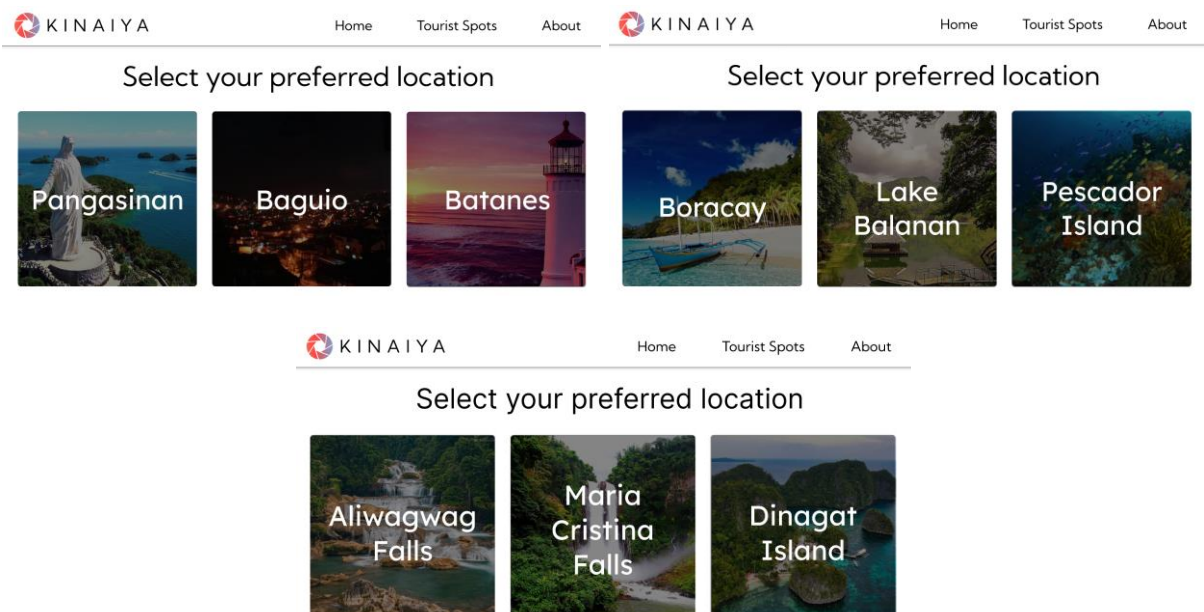 KINAIYA Home Tourist Spots About
Select your preferred location
Pangasinan
Baguio
Batanes
KINAIYA Home Tourist Spots About
Select your preferred location
Boracay
Lake
Balanan
Pescador
Island
KINAIYA Home Tourist Spots About
Select your preferred location
Aliwagwag
Falls
Maria
Cristina
Falls
Dinagat
Island